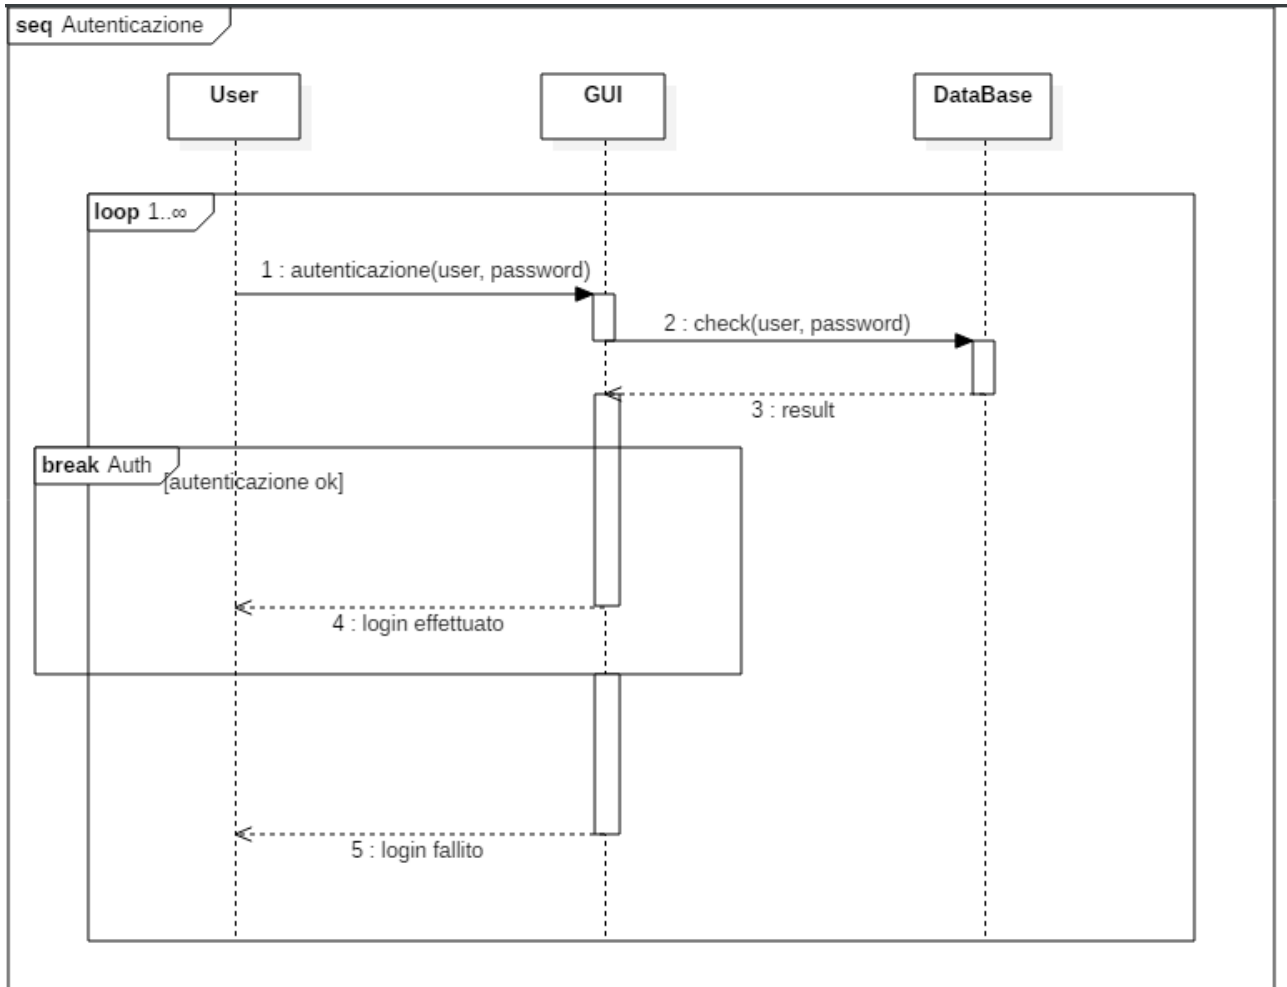 seq Autenticazione
User
GUI
DataBase
loop 1..∞
1 : autenticazione(user, password)
2 : check(user, password)
3 : result
break Auth
[autenticazione ok]
4 : login effettuato
5 : login fallito